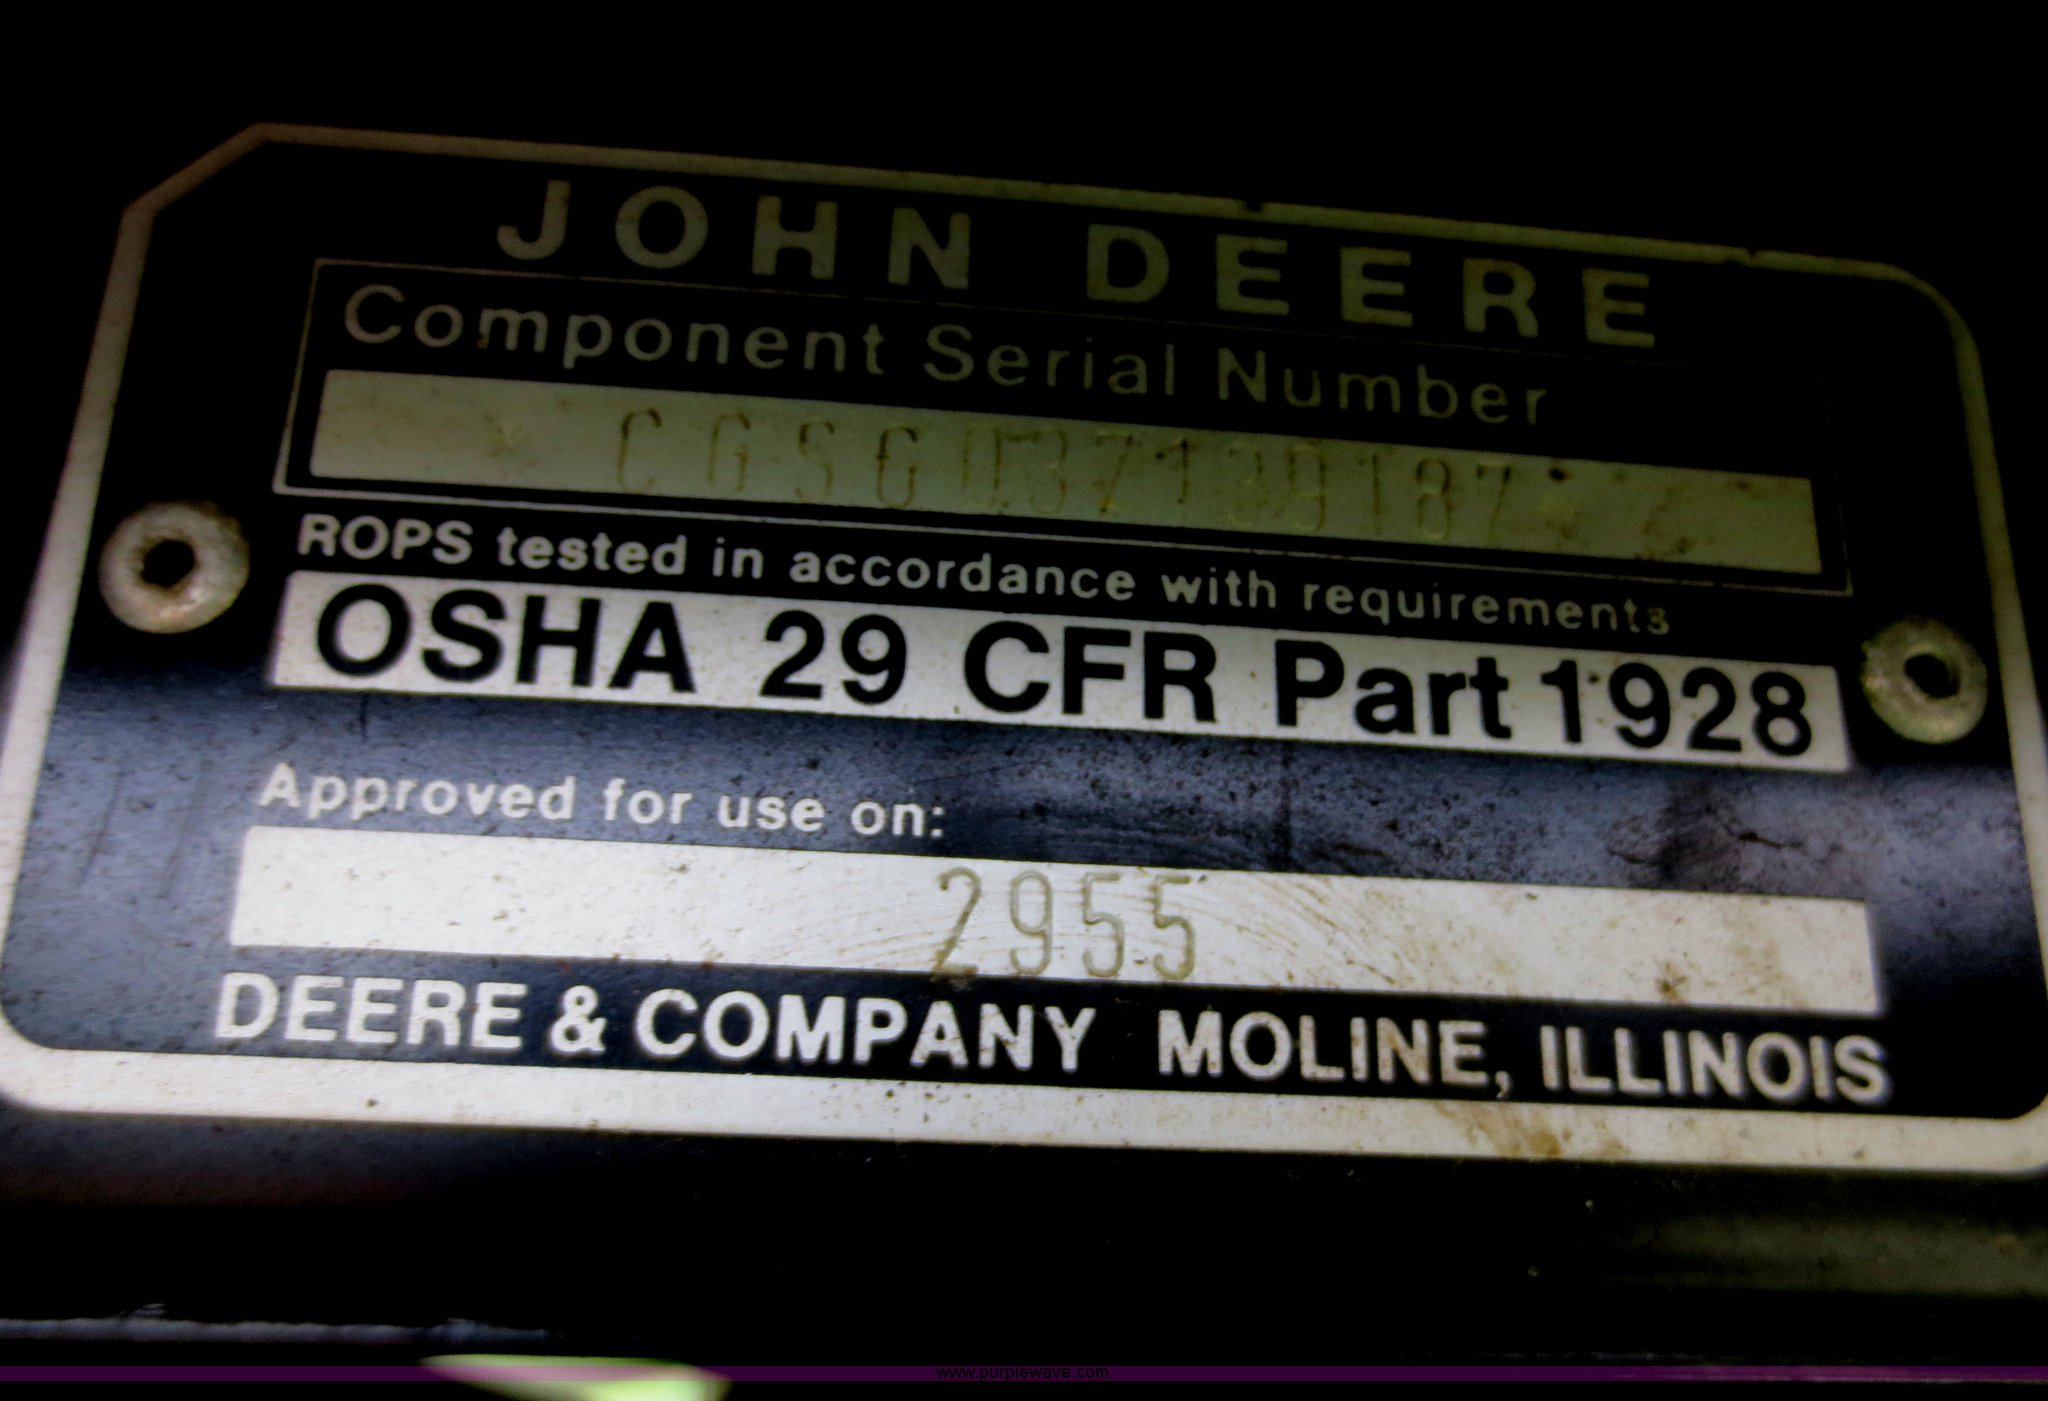 JOHN DEERE
Component Serial Number
ROPS tested in accordance with requirements
OSHA 29 CFR Part 1928
Approved for use on:
2955
DEERE & COMPANY MOLINE, ILLINOIS
www.purplewave.com